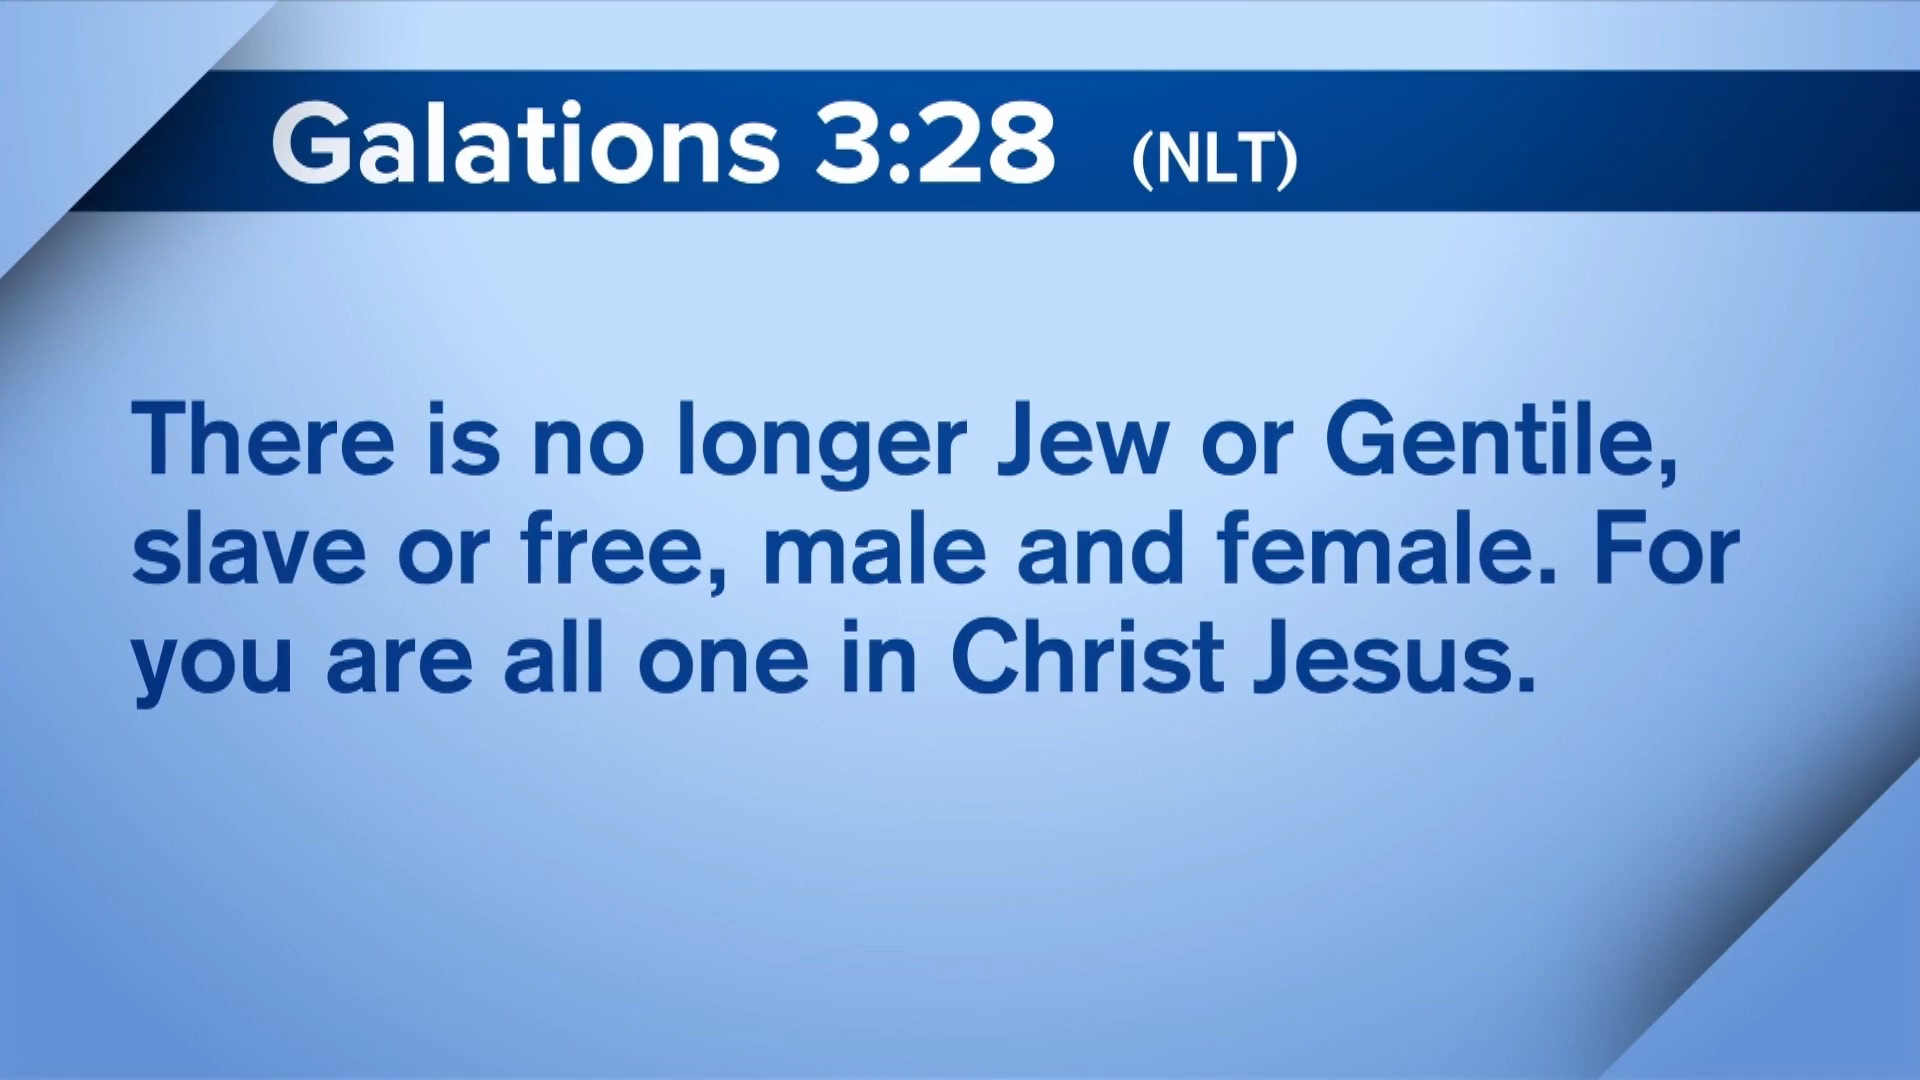 Galations 3:28 (NLT)
There is no longer Jew or Gentile,
slave or free, male and female. For
you are all one in Christ Jesus.